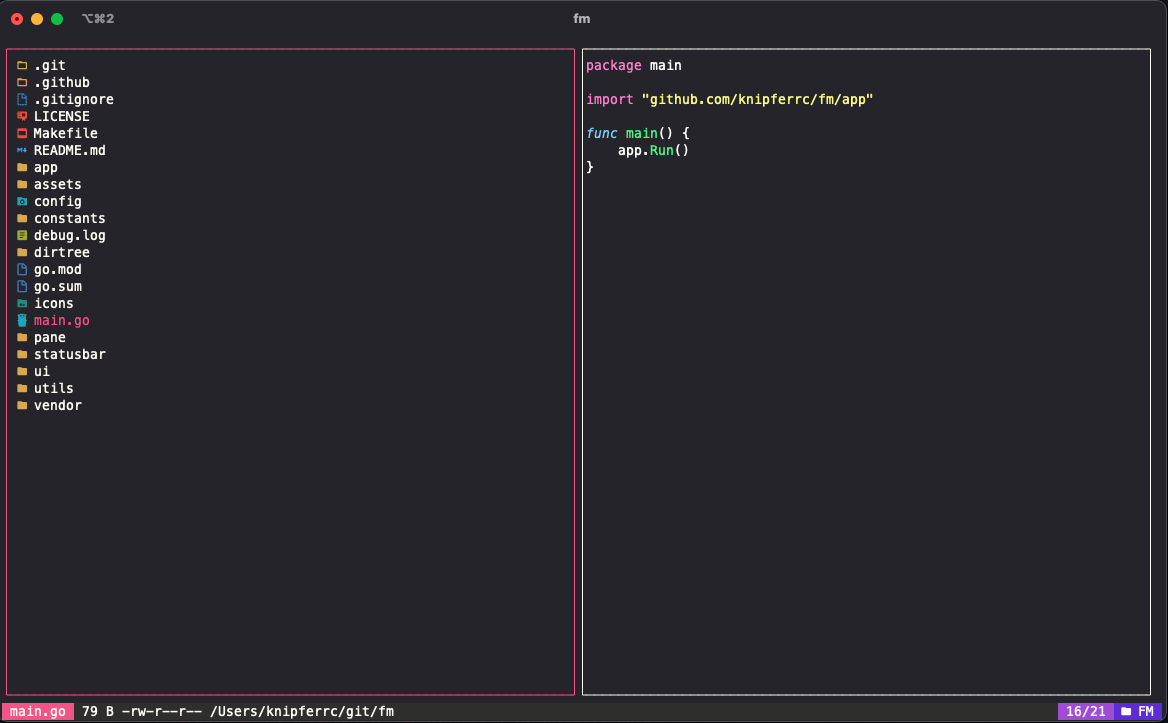 ⌥⌘2
fm
.git
.github
.gitignore
LICENSE
Makefile
README.md
app
assets
config
constants
debug.log
dirtree
go.mod
go.sum
icons
main.go
pane
statusbar
ui
utils
vendor
package main
import "github.com/knipferrc/fm/app"
func main() {
    app.Run()
}
main.go 79 B -rw-r--r-- /Users/knipferrc/git/fm 16/21 FM